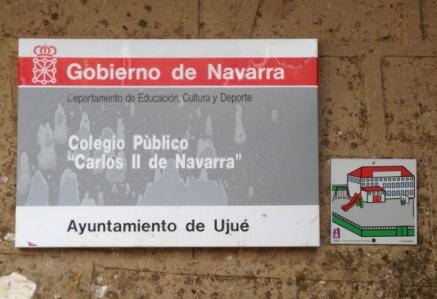 Gobierno de Navarra
Departamento de Educación, Cultura y Deporte
Colegio Pùblico
"Carlos II de Navarra"
Ayuntamiento de Ujué